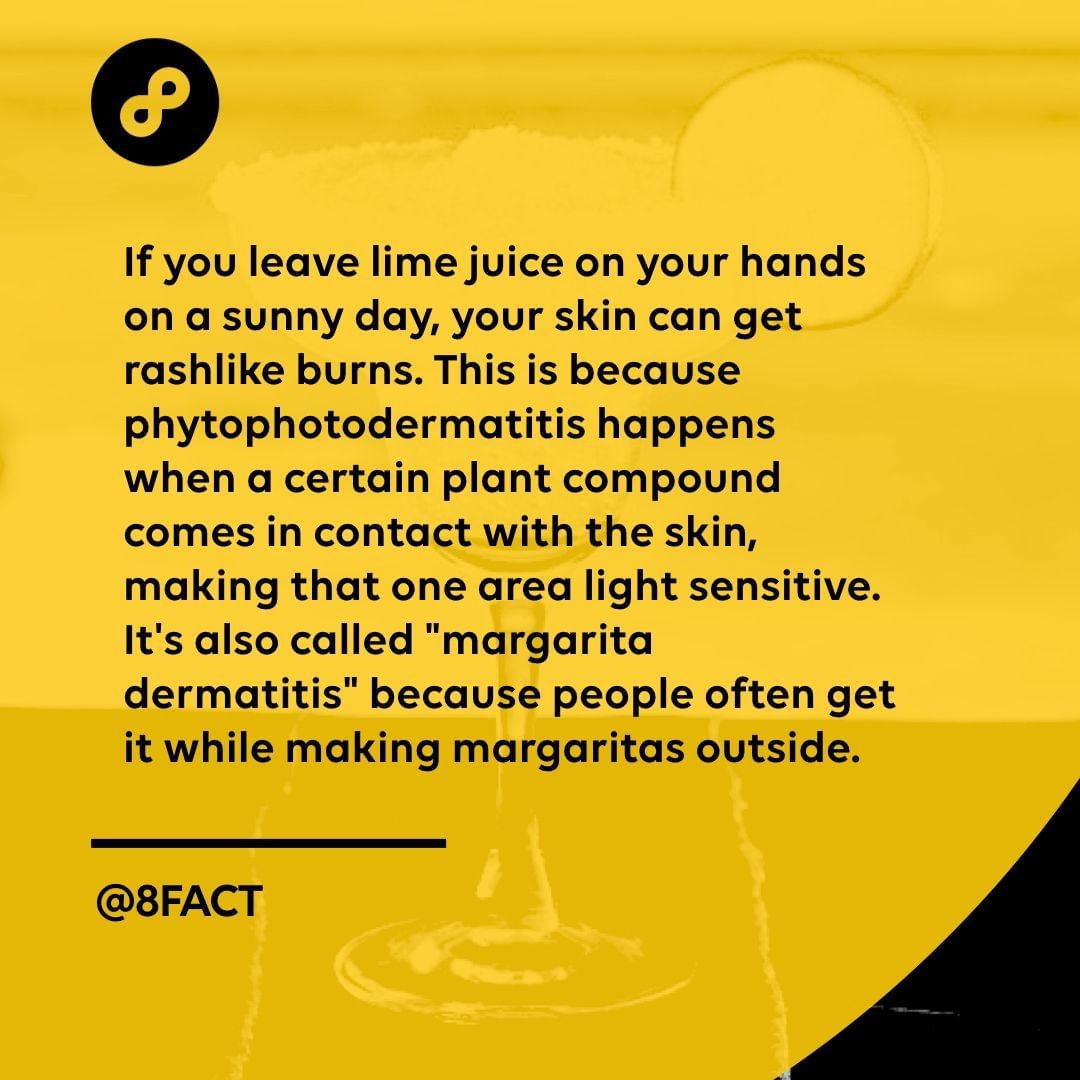 If you leave lime juice on your hands
on a sunny day, your skin can get
rashlike burns. This is because
phytophotodermatitis happens
when a certain plant compound
comes in contact with the skin,
making that one area light sensitive.
It's also called "margarita
dermatitis" because people often get
it while making margaritas outside.
@8FACT